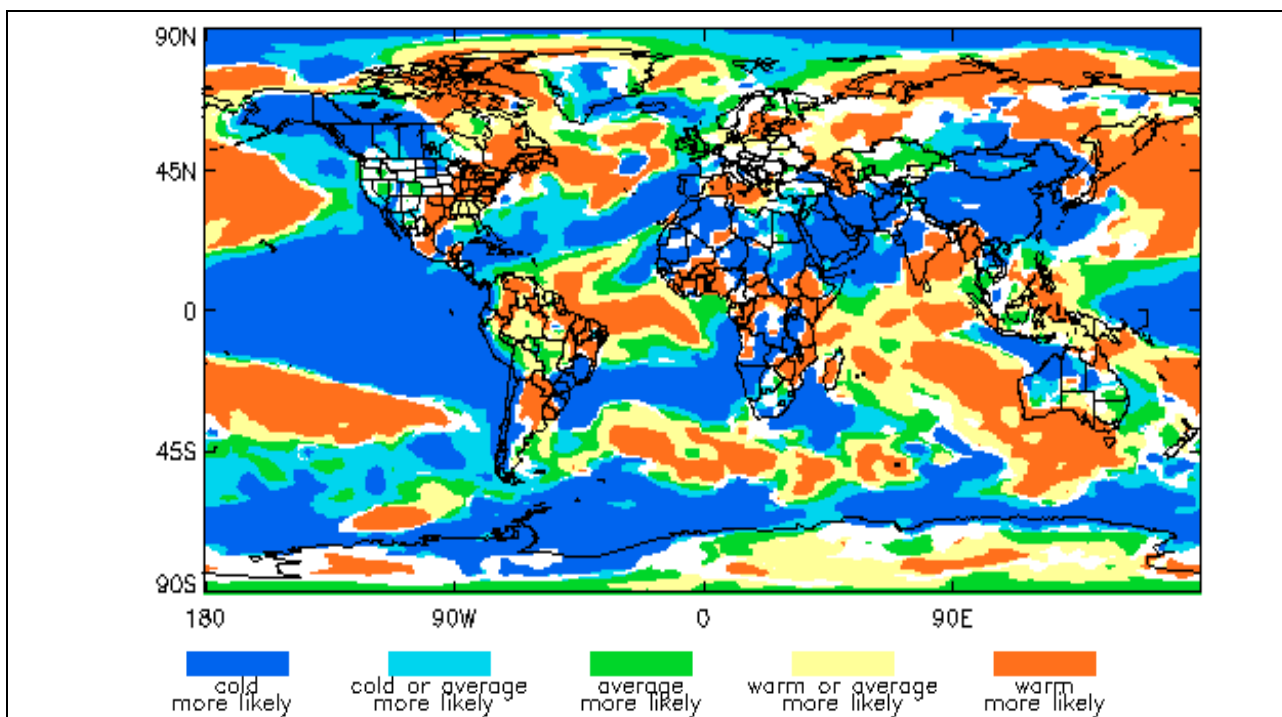 90N
45N
0
45S
90S
180 90W 0 90E
cold cold or average average warm or average warm
more likely more likely more likely more likely more likely